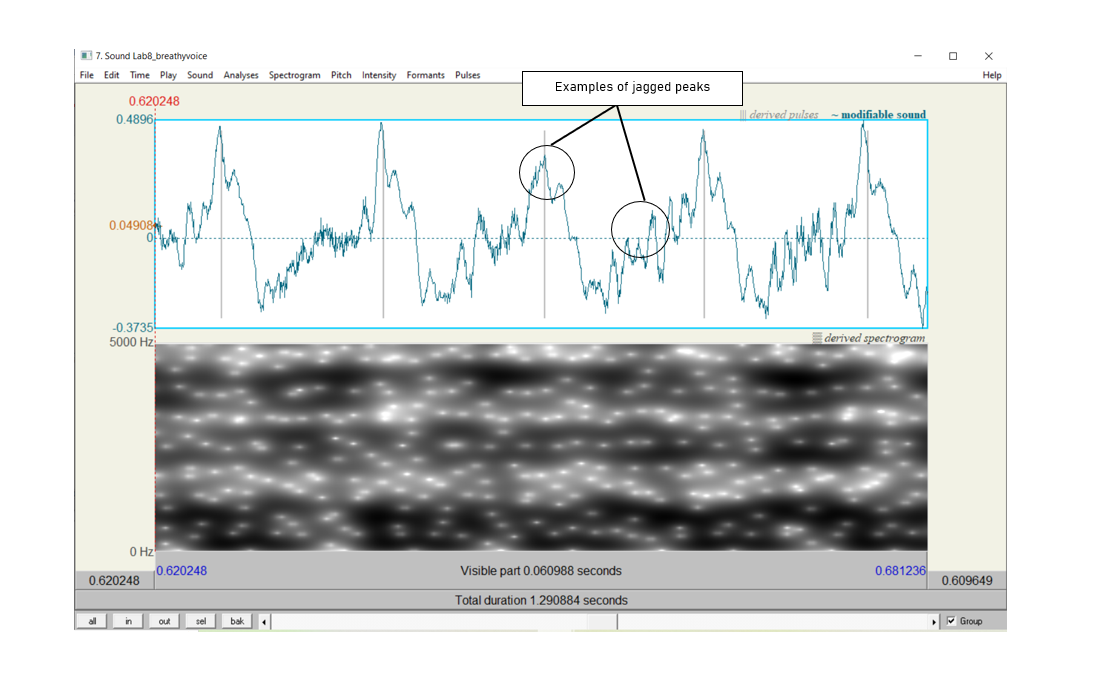 7. Sound Lab8_breathyvoice
File Edit Time Play Sound Analyses Spectrogram Pitch Intensity Formants Pulses Help
Examples of jagged peaks
0.620248
derived pulses ~ modifiable sound
0.4896
0.04908
0
-0.3735
derived spectrogram
5000 Hz
0 Hz
0.620248 Visible part 0.060988 seconds 0.681236
0.620248 0.609649
Total duration 1.290884 seconds
all in out sel bak Group